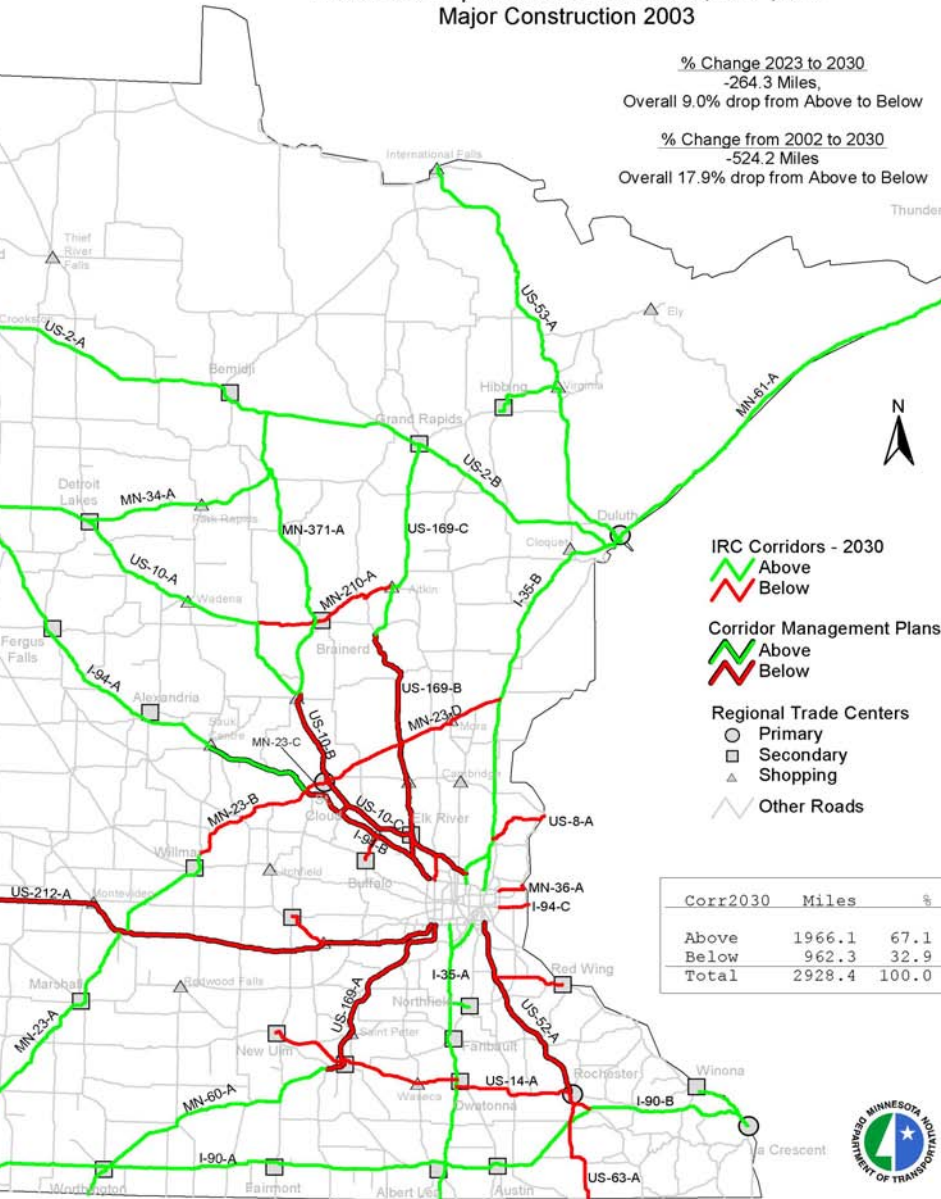 Major Construction 2003
% Change 2023 to 2030
-264.3 Miles,
Overall 9.0% drop from Above to Below
% Change from 2002 to 2030
-524.2 Miles
Overall 17.9% drop from Above to Below
International Falls
Thunder
Thief
River
Falls
Crookston
US-2-A
US-53-A
Ely
Bemidji
Hibbing
Virginia
MN-61-A
Grand Rapids
N
US-2-B
Detroit
Lakes
MN-34-A
Park Rapids
MN-371-A
US-169-C
Duluth
Cloquet
IRC Corridors - 2030
Above
Below
US-10-A
MN-210-A
Aitkin
I-35-B
Wadena
Brainerd
Fergus
Falls
Corridor Management Plans
Above
Below
I-94-A
US-169-B
Alexandria
MN-23-D
Mora
US-10-B
Sauk
Centre
MN-23-C
Regional Trade Centers
Primary
Secondary
Shopping
Other Roads
Cambridge
MN-23-B
US-10-C
Elk River
US-8-A
I-94-B
Willmar
Litchfield
Buffalo
US-212-A
Montevideo
MN-36-A
I-94-C
Corr2030 Miles %
Above 1966.1 67.1
Below 962.3 32.9
Total 2928.4 100.0
Marshall
Redwood Falls
I-35-A
Red Wing
US-169-A
Northfield
US-52-A
MN-23-A
New Ulm
Saint Peter
Faribault
MN-60-A
Waseca
US-14-A
Owatonna
Rochester
Winona
I-90-B
La Crescent
I-90-A
Worthington
Fairmont
Albert Lea
Austin
US-63-A
MINNESOTA
DEPARTMENT OF TRANSPORTATION